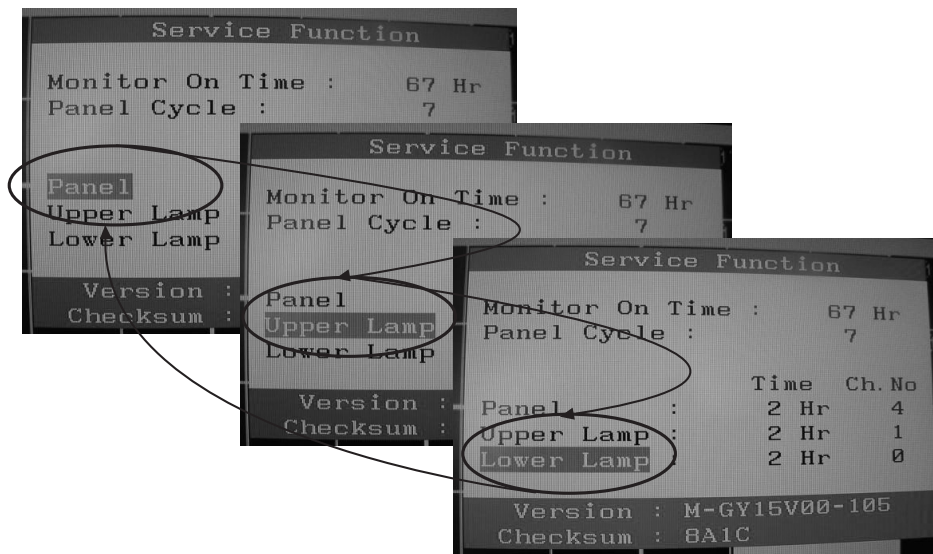 Service Function
Monitor On Time : 67 Hr
Panel Cycle : 7
Panel
Upper Lamp
Lower Lamp
Version :
Checksum :
Service Function
Monitor On Time : 67 Hr
Panel Cycle : 7
Panel
Upper Lamp
Lower Lamp
Version :
Checksum :
Service Function
Monitor On Time : 67 Hr
Panel Cycle : 7
Time Ch.No
Panel : 2 Hr 4
Upper Lamp : 2 Hr 1
Lower Lamp : 2 Hr 0
Version : M-GY15V00-105
Checksum : 8A1C